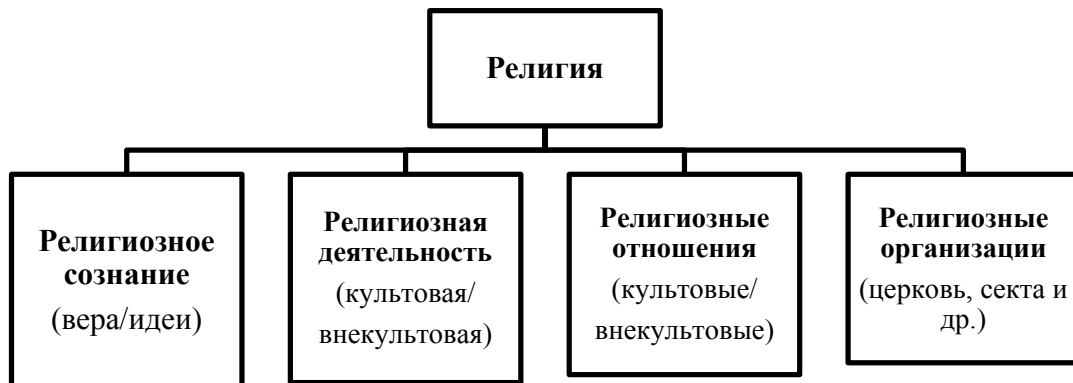 Религия
Религиозное
сознание
(вера/идеи)
Религиозная
деятельность
(культовая/
внекультовая)
Религиозные
отношения
(культовые/
внекультовые)
Религиозные
организации
(церковь, секта и
др.)